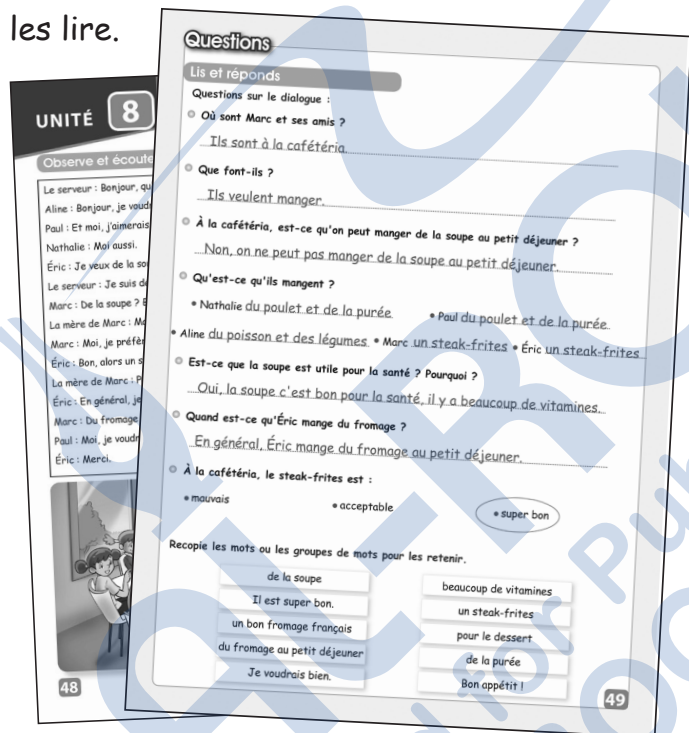 les lire.
UNITÉ 8
Observe et écoute
Le serveur : Bonjour, qu
Aline : Bonjour, je voudr
Paul : Et moi, j'aimerais
Nathalie : Moi aussi.
Éric : Je veux de la sou
Le serveur : Je suis dé
Marc : De la soupe ?
La mère de Marc : Ma
Marc : Moi, je préfèr
Éric : Bon, alors un s
La mère de Marc : P
Éric : En général, je
Marc : Du fromage
Paul : Moi, je voudr
Éric : Merci.
48
Questions
Lis et réponds
Questions sur le dialogue :
Où sont Marc et ses amis ?
Ils sont à la cafétéria.
Que font-ils ?
Ils veulent manger.
À la cafétéria, est-ce qu'on peut manger de la soupe au petit déjeuner ?
Non, on ne peut pas manger de la soupe au petit déjeuner.
Qu'est-ce qu'ils mangent ?
• Nathalie du poulet et de la purée • Paul du poulet et de la purée
• Aline du poisson et des légumes • Marc un steak-frites • Éric un steak-frites
Est-ce que la soupe est utile pour la santé ? Pourquoi ?
Oui, la soupe c'est bon pour la santé, il y a beaucoup de vitamines.
Quand est-ce qu'Éric mange du fromage ?
En général, Éric mange du fromage au petit déjeuner.
À la cafétéria, le steak-frites est :
• mauvais • acceptable • super bon
Recopie les mots ou les groupes de mots pour les retenir.
de la soupe
Il est super bon.
un bon fromage français
du fromage au petit déjeuner
Je voudrais bien.
beaucoup de vitamines
un steak-frites
pour le dessert
de la purée
Bon appétit !
49